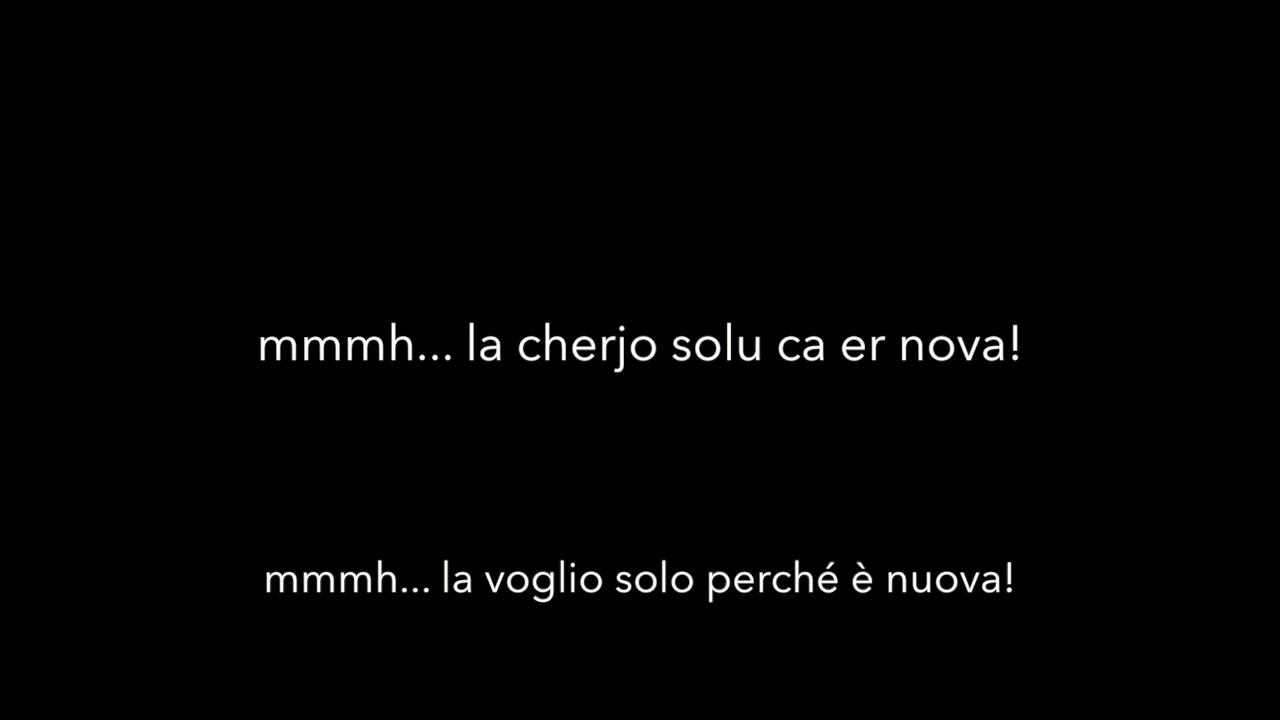 mmmh... la cherjo solu ca er nova!
mmmh... la voglio solo perché è nuova!